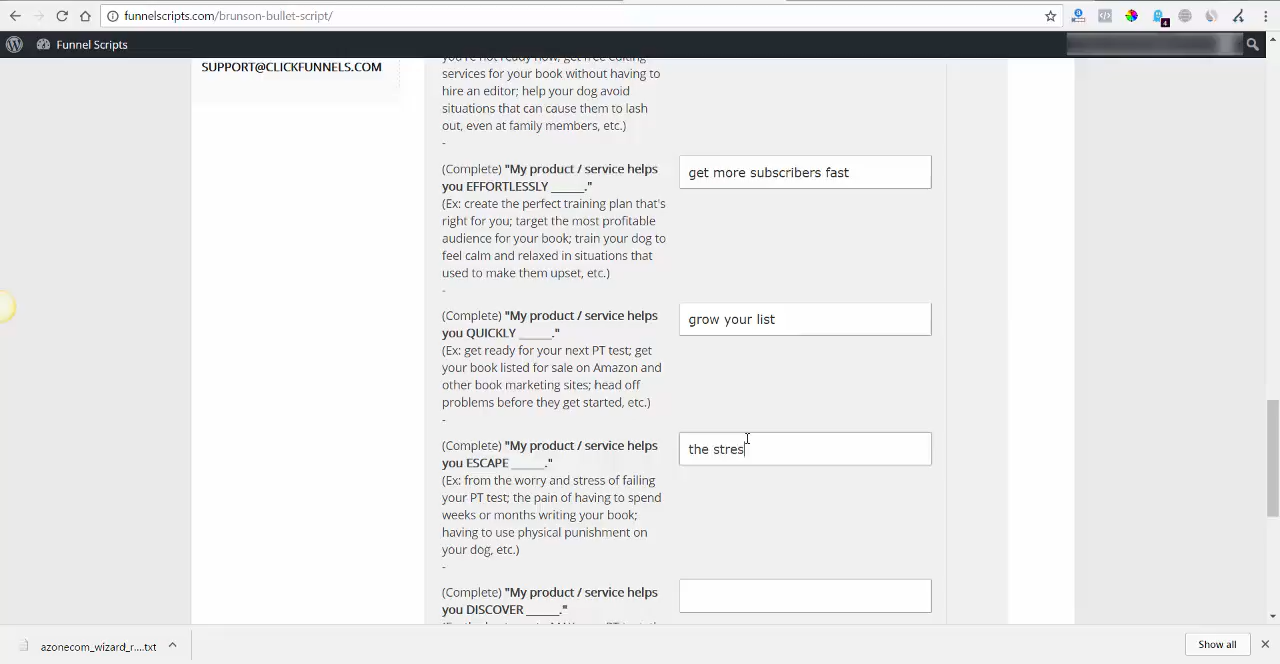 funnelscripts.com/brunson-bullet-script/
4
Funnel Scripts
SUPPORT@CLICKFUNNELS.COM
services for your book without having to
hire an editor; help your dog avoid
situations that can cause them to lash
out, even at family members, etc.)
-
(Complete) "My product / service helps
you EFFORTLESSLY ______."
get more subscribers fast
(Ex: create the perfect training plan that's
right for you; target the most profitable
audience for your book; train your dog to
feel calm and relaxed in situations that
used to make them upset, etc.)
-
(Complete) "My product / service helps
you QUICKLY ______."
grow your list
(Ex: get ready for your next PT test; get
your book listed for sale on Amazon and
other book marketing sites; head off
problems before they get started, etc.)
-
(Complete) "My product / service helps
you ESCAPE ______."
the stres
(Ex: from the worry and stress of failing
your PT test; the pain of having to spend
weeks or months writing your book;
having to use physical punishment on
your dog, etc.)
-
(Complete) "My product / service helps
you DISCOVER ______."
azonecom_wizard_r....txt
Show all